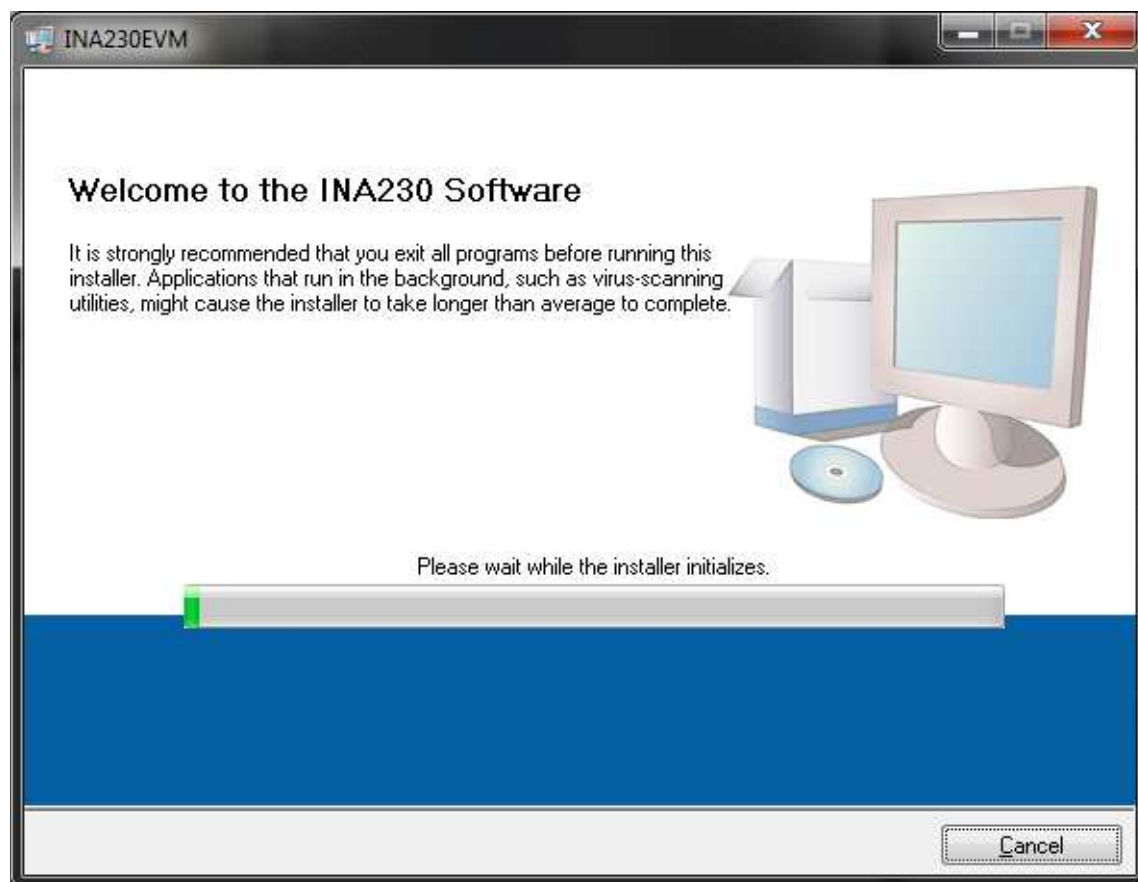 INA230EVM
Welcome to the INA230 Software
It is strongly recommended that you exit all programs before running this
installer. Applications that run in the background, such as virus-scanning
utilities, might cause the installer to take longer than average to complete.
Please wait while the installer initializes.
Cancel